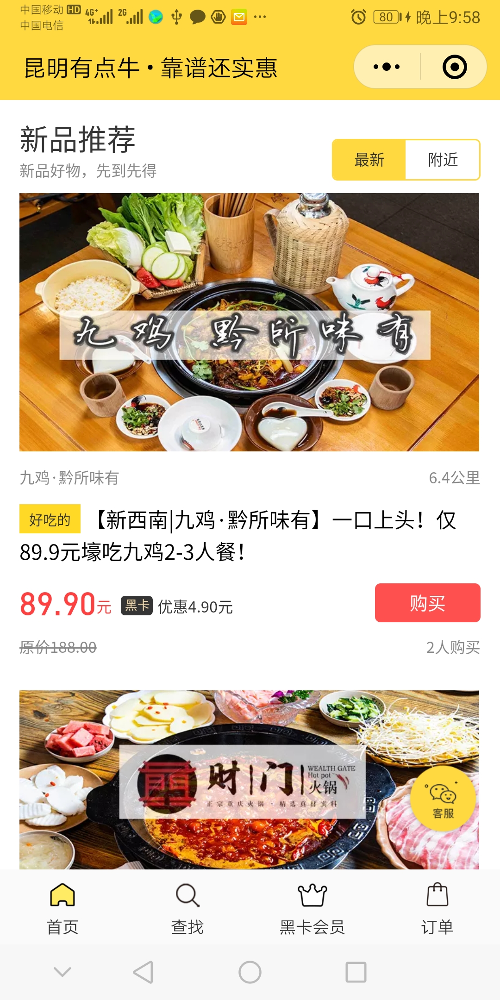 中国移动 HD 4G+ 2G
中国电信
80 晚上9:58
昆明有点牛·靠谱还实惠
新品推荐
新品好物，先到先得
最新
附近
九鸡 黔所味有
九鸡·黔所味有
6.4公里
好吃的 【新西南|九鸡·黔所味有】一口上头！仅
89.9元壕吃九鸡2-3人餐！
89.90元 黑卡 优惠4.90元
购买
原价188.00
2人购买
财门
WEALTH GATE
Hot pot
火锅
正宗重庆火锅·精选真材实料
客服
首页
查找
黑卡会员
订单